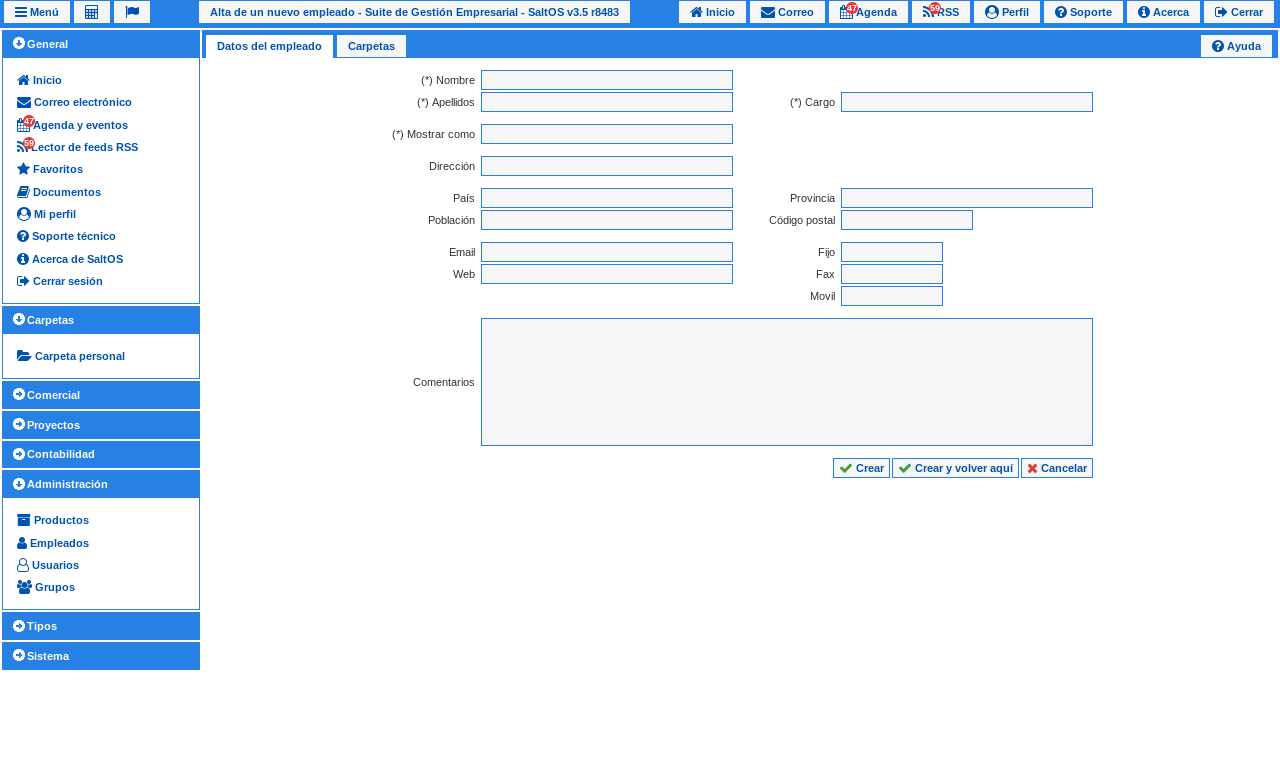 Menú
Alta de un nuevo empleado - Suite de Gestión Empresarial - SaltOS v3.5 r8483
Inicio
Correo
47 Agenda
59 RSS
Perfil
Soporte
Acerca
Cerrar
General
Inicio
Correo electrónico
47 Agenda y eventos
59 Lector de feeds RSS
Favoritos
Documentos
Mi perfil
Soporte técnico
Acerca de SaltOS
Cerrar sesión
Carpetas
Carpeta personal
Comercial
Proyectos
Contabilidad
Administración
Productos
Empleados
Usuarios
Grupos
Tipos
Sistema
Datos del empleado
Carpetas
Ayuda
(*) Nombre
(*) Apellidos
(*) Cargo
(*) Mostrar como
Dirección
País
Provincia
Población
Código postal
Email
Fijo
Web
Fax
Movil
Comentarios
Crear
Crear y volver aquí
Cancelar